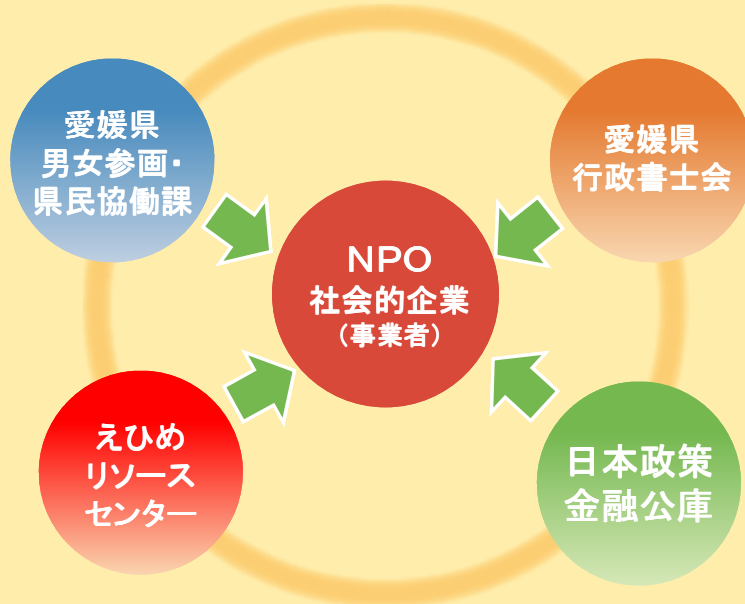 愛媛県
男女参画・
県民協働課
愛媛県
行政書士会
NPO
社会的企業
（事業者）
えひめ
リソース
センター
日本政策
金融公庫